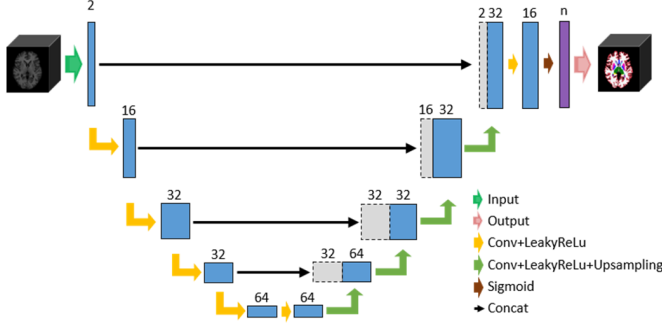 2
2 32
16
n
16
16 32
32
32 32
32
32 64
64
64
Input
Output
Conv+LeakyReLu
Conv+LeakyReLu+Upsampling
Sigmoid
Concat